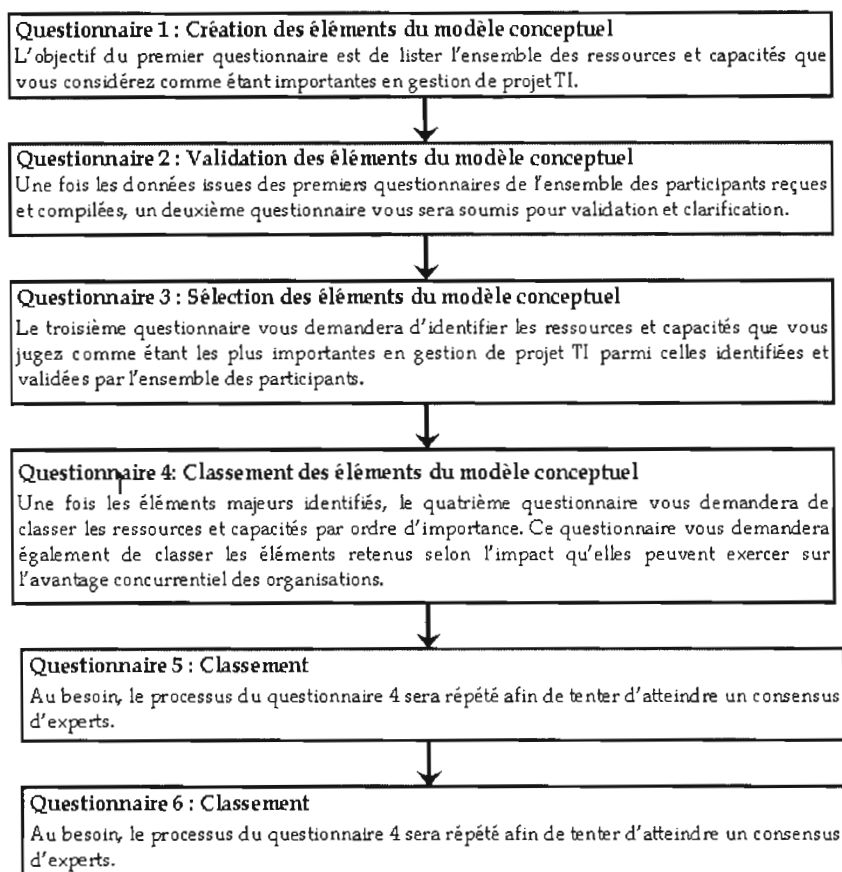 Questionnaire 1 : Création des éléments du modèle conceptuel
L'objectif du premier questionnaire est de lister l'ensemble des ressources et capacités que
vous considérez comme étant importantes en gestion de projet TI.
Questionnaire 2 : Validation des éléments du modèle conceptuel
Une fois les données issues des premiers questionnaires de l'ensemble des participants reçues
et compilées, un deuxième questionnaire vous sera soumis pour validation et clarification.
Questionnaire 3 : Sélection des éléments du modèle conceptuel
Le troisième questionnaire vous demandera d'identifier les ressources et capacités que vous
jugez comme étant les plus importantes en gestion de projet TI parmi celles identifiées et
validées par l'ensemble des participants.
Questionnaire 4: Classement des éléments du modèle conceptuel
Une fois les éléments majeurs identifiés, le quatrième questionnaire vous demandera de
classer les ressources et capacités par ordre d'importance. Ce questionnaire vous demandera
également de classer les éléments retenus selon l'impact qu'elles peuvent exercer sur
l'avantage concurrentiel des organisations.
Questionnaire 5 : Classement
Au besoin, le processus du questionnaire 4 sera répété afin de tenter d'atteindre un consensus
d'experts.
Questionnaire 6 : Classement
Au besoin, le processus du questionnaire 4 sera répété afin de tenter d'atteindre un consensus
d'experts.